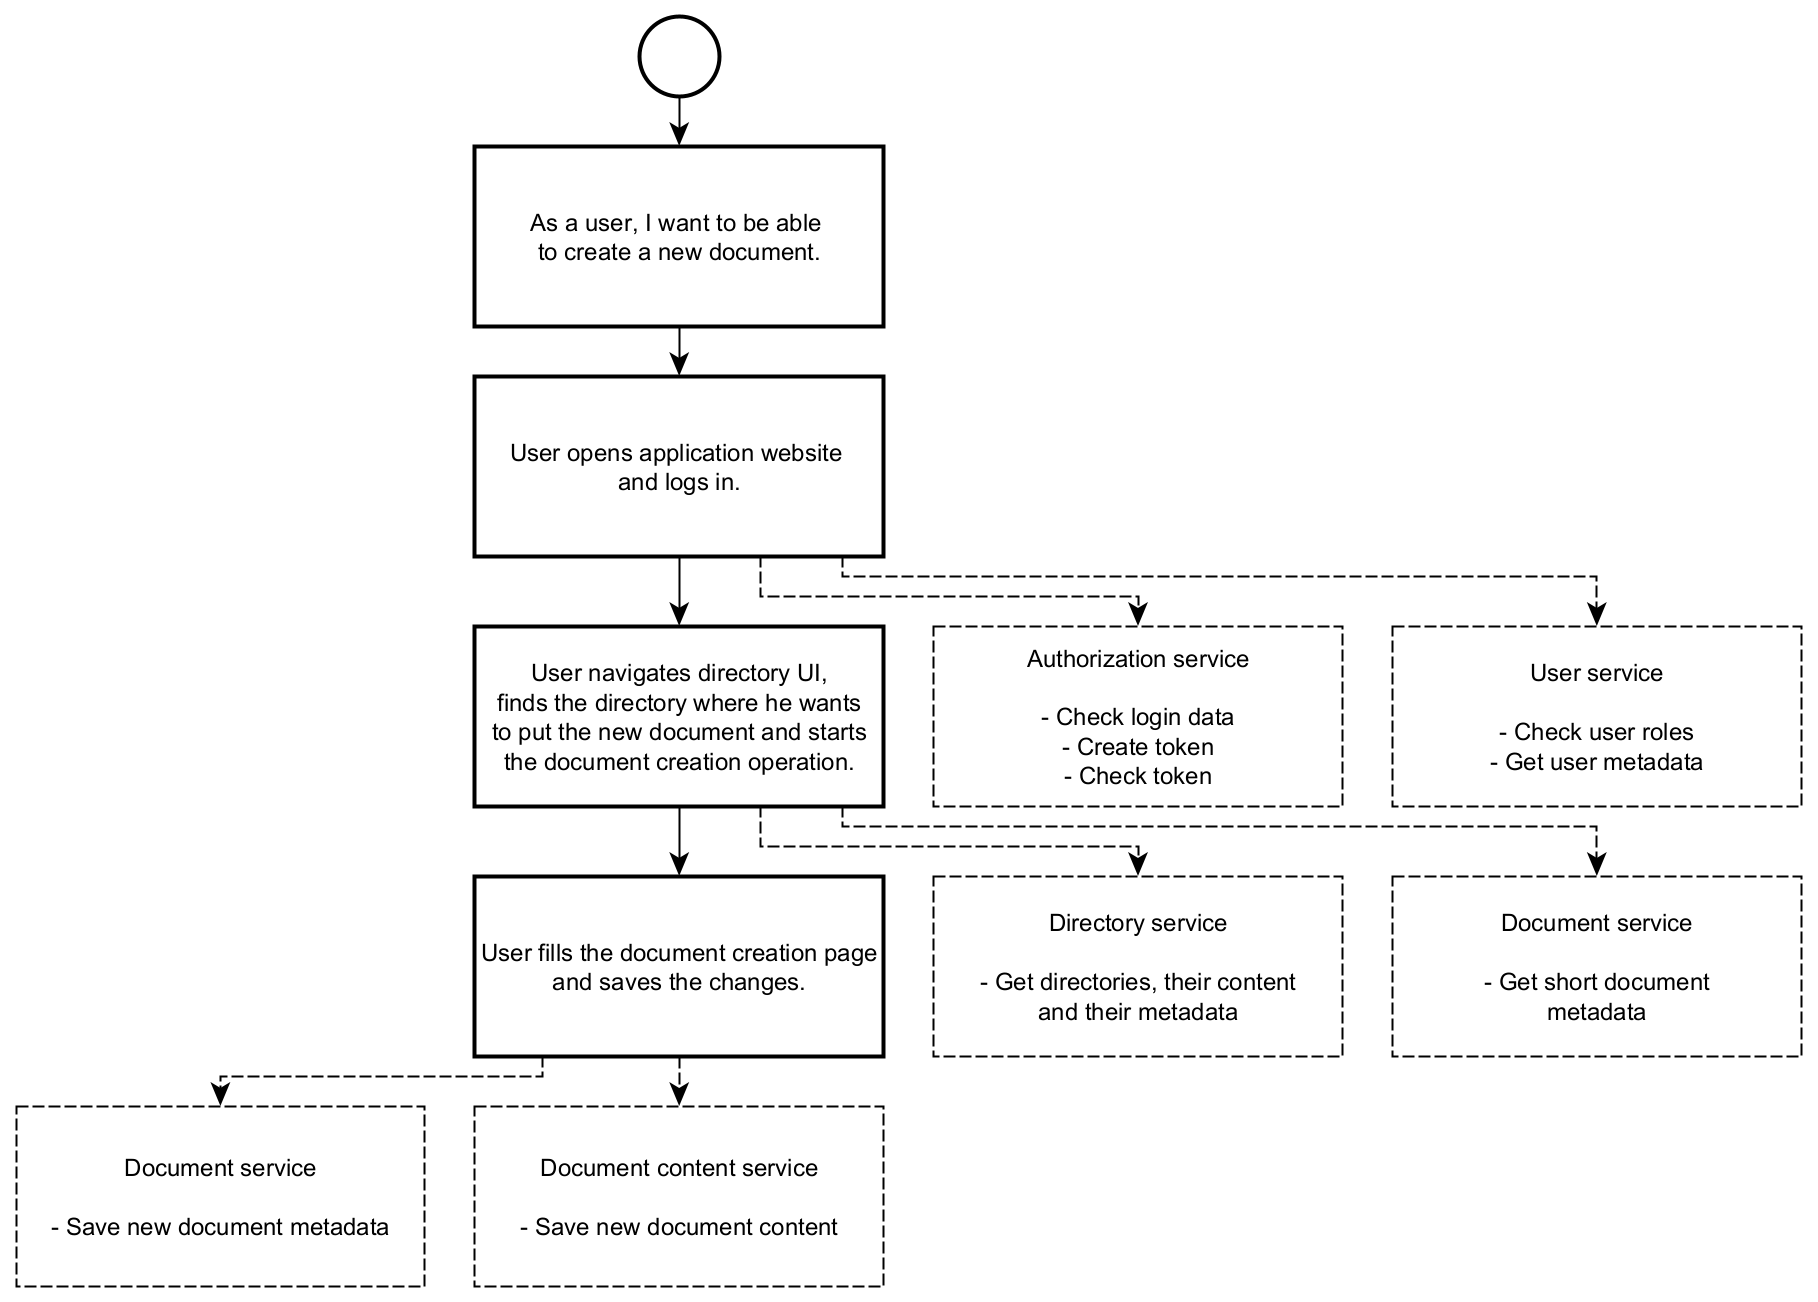 As a user, I want to be able
to create a new document.
User opens application website
and logs in.
User navigates directory UI,
finds the directory where he wants
to put the new document and starts
the document creation operation.
Authorization service
- Check login data
- Create token
- Check token
User service
- Check user roles
- Get user metadata
User fills the document creation page
and saves the changes.
Directory service
- Get directories, their content
and their metadata
Document service
- Get short document
metadata
Document service
- Save new document metadata
Document content service
- Save new document content